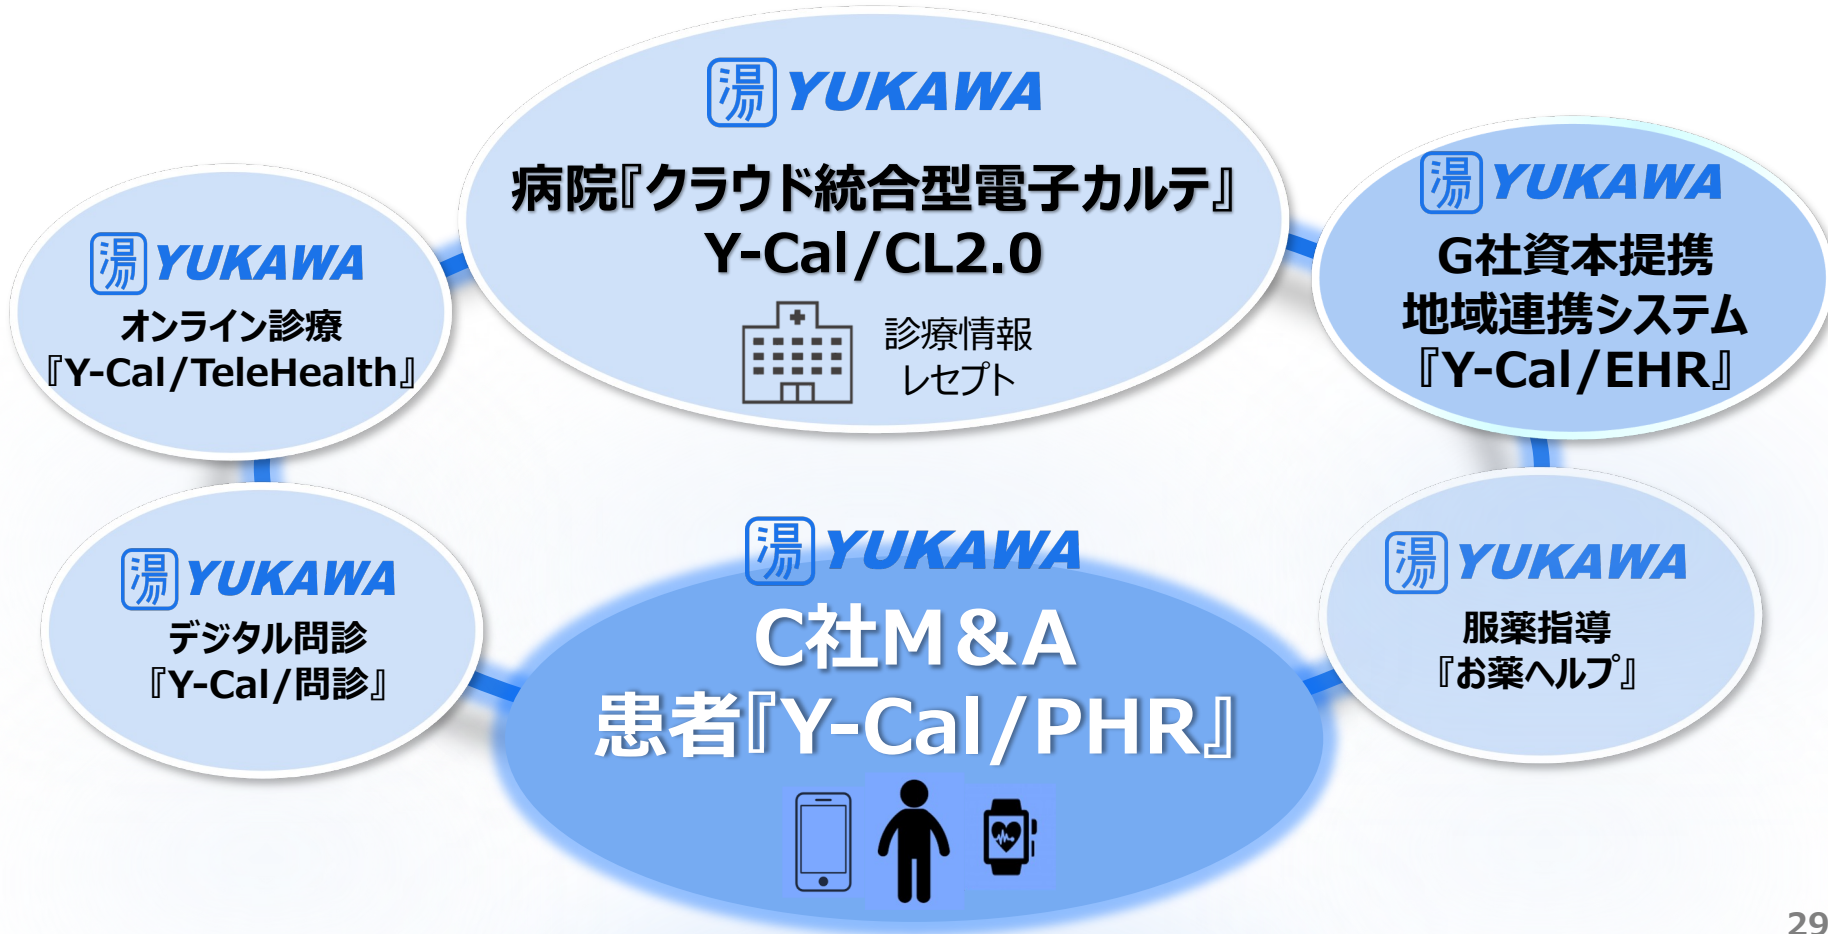 湯 YUKAWA
病院『クラウド統合型電子カルテ』
Y-Cal/CL2.0
診療情報
レセプト
湯 YUKAWA
オンライン診療
『Y-Cal/TeleHealth』
湯 YUKAWA
G社資本提携
地域連携システム
『Y-Cal/EHR』
湯 YUKAWA
デジタル問診
『Y-Cal/問診』
湯 YUKAWA
C社M&A
患者『Y-Cal/PHR』
湯 YUKAWA
服薬指導
『お薬ヘルプ』
29